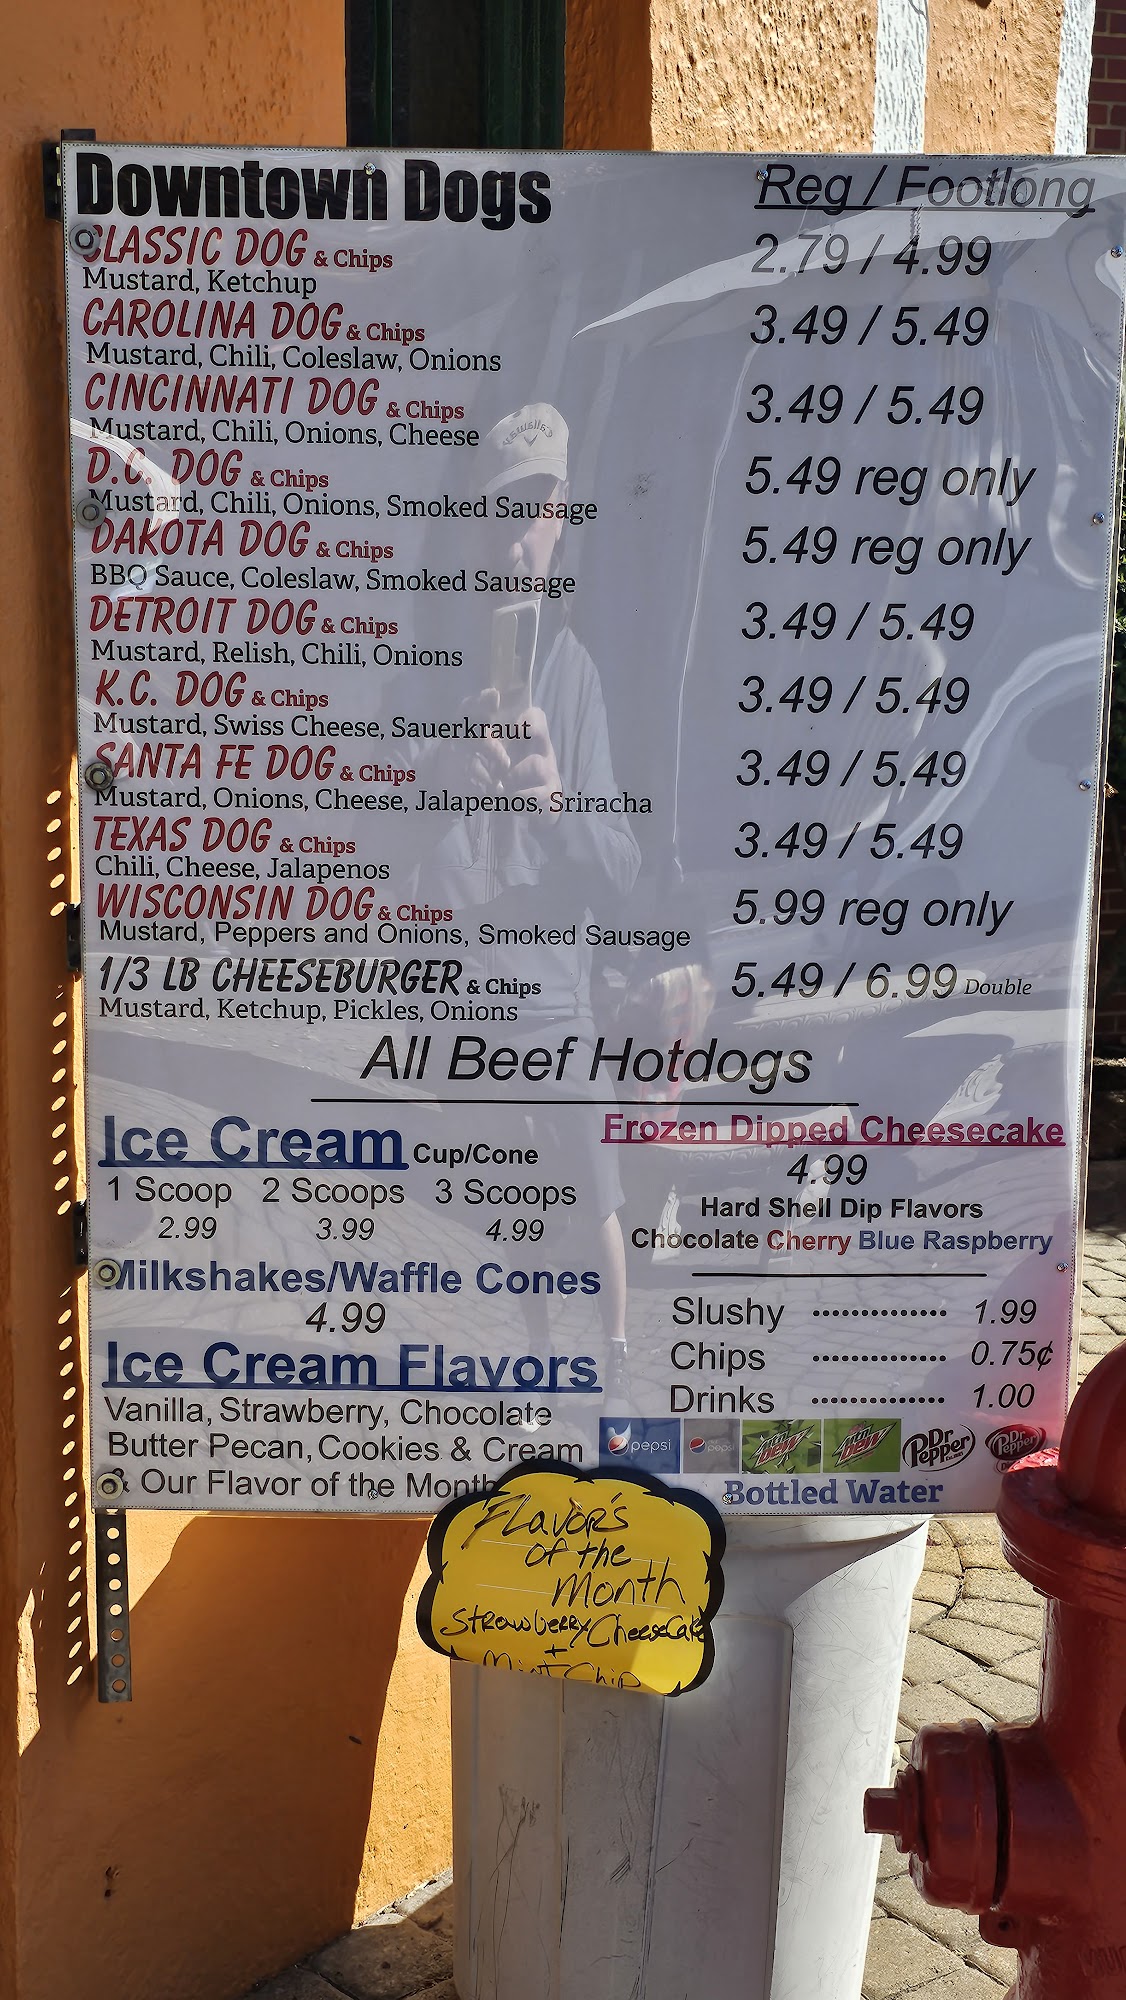 Downtown Dogs
Reg / Footlong
CLASSIC DOG & Chips 2.79 / 4.99
Mustard, Ketchup
CAROLINA DOG & Chips 3.49 / 5.49
Mustard, Chili, Coleslaw, Onions
CINCINNATI DOG & Chips 3.49 / 5.49
Mustard, Chili, Onions, Cheese
D.C. DOG & Chips 5.49 reg only
Mustard, Chili, Onions, Smoked Sausage
DAKOTA DOG & Chips 5.49 reg only
BBQ Sauce, Coleslaw, Smoked Sausage
DETROIT DOG & Chips 3.49 / 5.49
Mustard, Relish, Chili, Onions
K.C. DOG & Chips 3.49 / 5.49
Mustard, Swiss Cheese, Sauerkraut
SANTA FE DOG & Chips 3.49 / 5.49
Mustard, Onions, Cheese, Jalapenos, Sriracha
TEXAS DOG & Chips 3.49 / 5.49
Chili, Cheese, Jalapenos
WISCONSIN DOG & Chips 5.99 reg only
Mustard, Peppers and Onions, Smoked Sausage
1/3 LB CHEESEBURGER & Chips 5.49 / 6.99 Double
Mustard, Ketchup, Pickles, Onions
All Beef Hotdogs
Ice Cream Cup/Cone
1 Scoop 2 Scoops 3 Scoops
2.99 3.99 4.99
Milkshakes/Waffle Cones
4.99
Ice Cream Flavors
Vanilla, Strawberry, Chocolate
Butter Pecan, Cookies & Cream
& Our Flavor of the Month
Frozen Dipped Cheesecake
4.99
Hard Shell Dip Flavors
Chocolate Cherry Blue Raspberry
Slushy .............. 1.99
Chips .............. 0.75¢
Drinks .............. 1.00
pepsi pepsi mtn DEW mtn DEW Dr Pepper Dr Pepper
Bottled Water
Flavor's
of the
Month
Strawberry CheeseCake
+
Mint Chip
Callaway